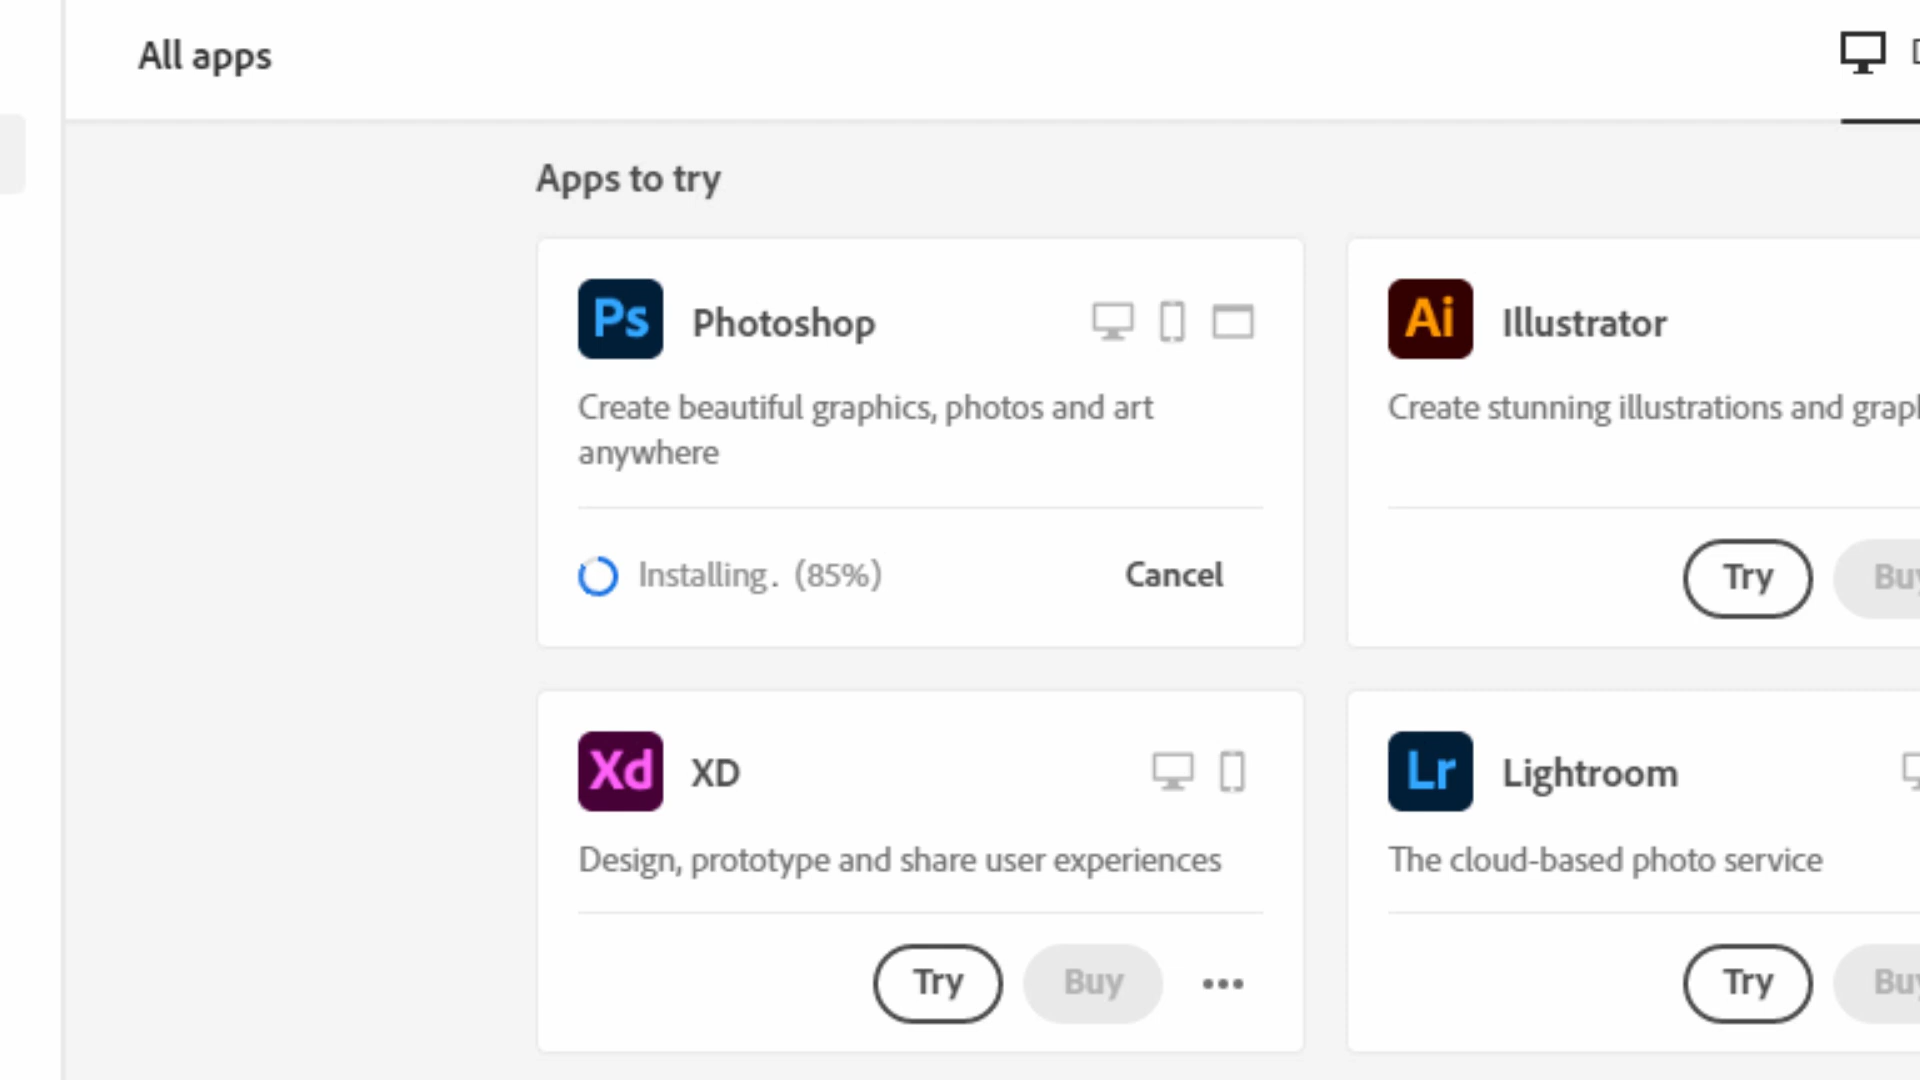 All apps
Apps to try
Ps Photoshop
Create beautiful graphics, photos and art
anywhere
Installing. (85%) Cancel
Ai Illustrator
Create stunning illustrations and
Try
Xd XD
Design, prototype and share user experiences
Try Buy
Lr Lightroom
The cloud-based photo service
Try